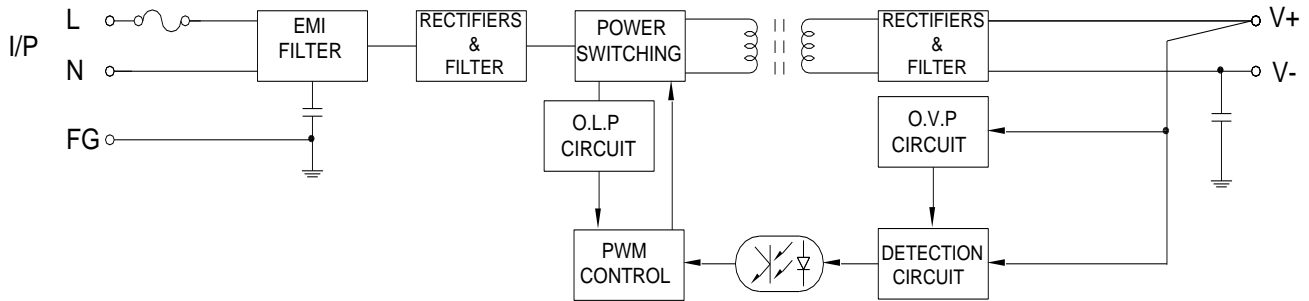 I/P
L
N
FG
EMI
FILTER
RECTIFIERS
&
FILTER
POWER
SWITCHING
O.L.P
CIRCUIT
PWM
CONTROL
RECTIFIERS
&
FILTER
O.V.P
CIRCUIT
DETECTION
CIRCUIT
V+
V-